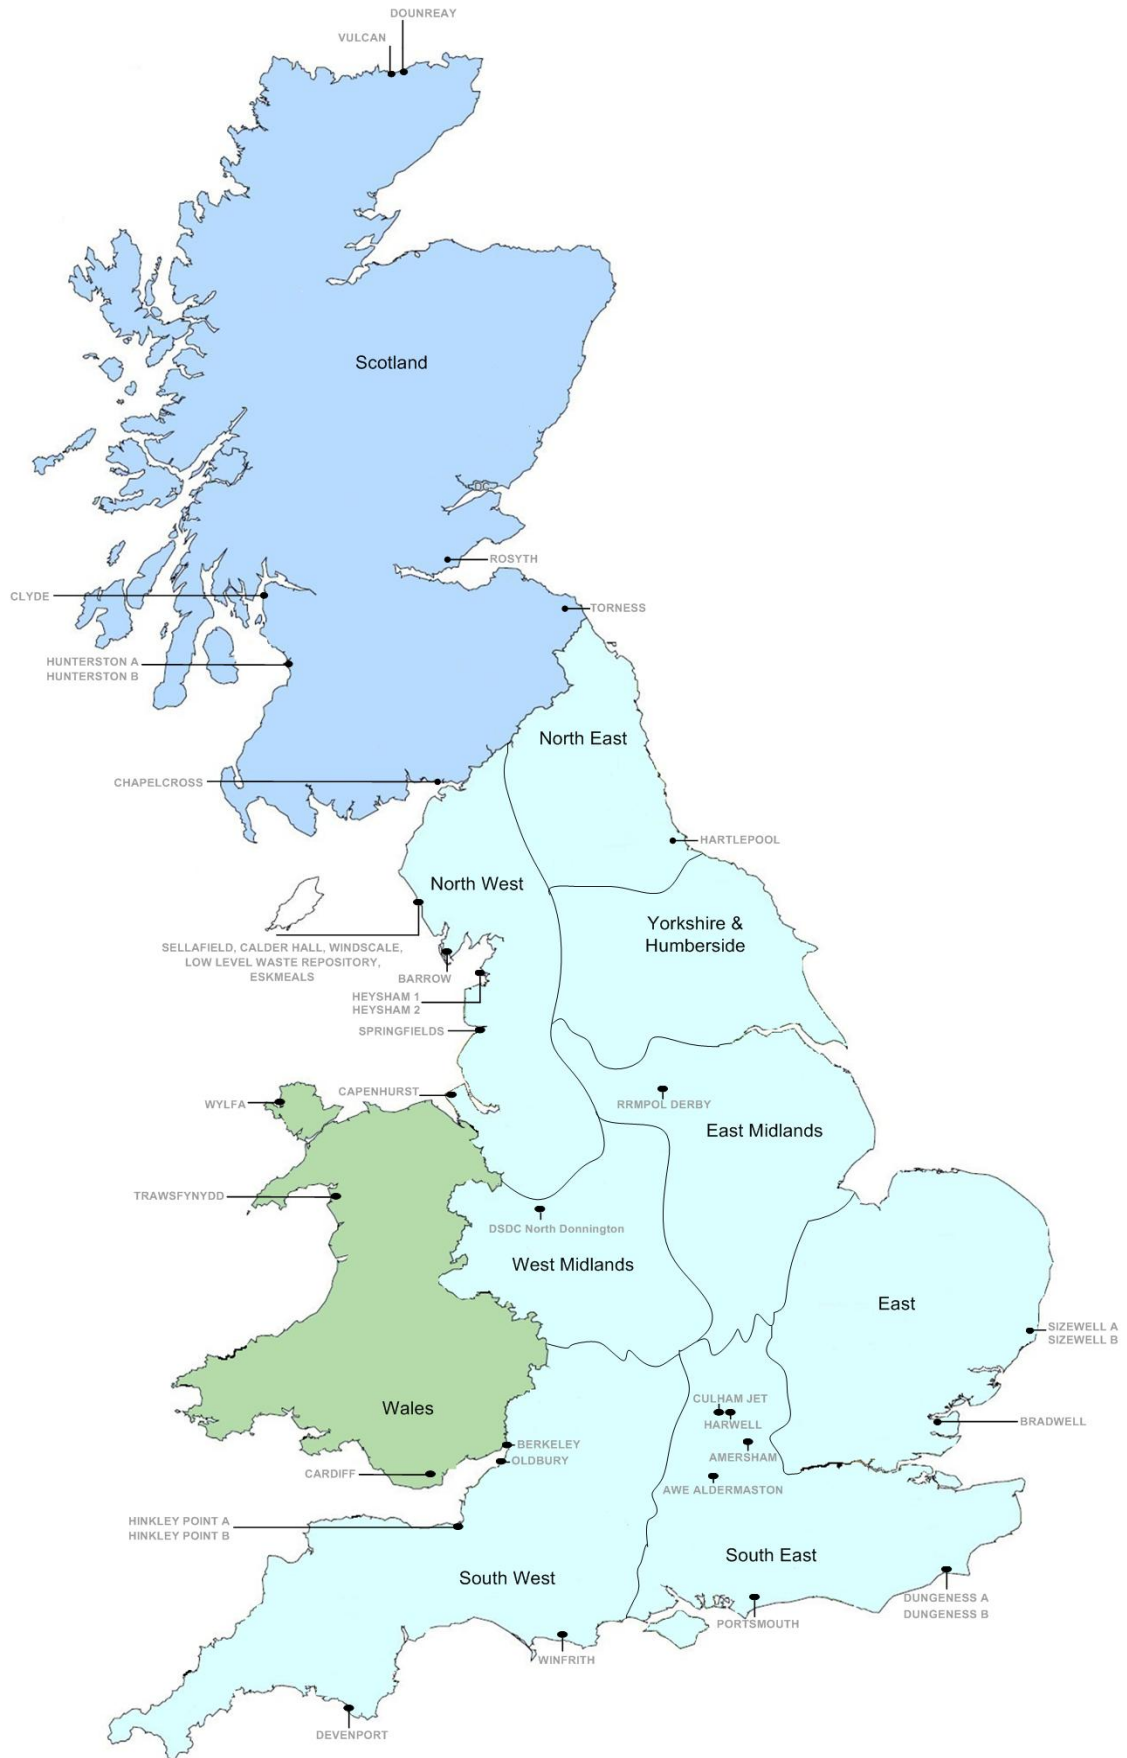 DOUNREAY
VULCAN
Scotland
ROSYTH
CLYDE
TORNESS
HUNTERSTON A
HUNTERSTON B
North East
CHAPELCROSS
HARTLEPOOL
North West
Yorkshire &
Humberside
SELLAFIELD, CALDER HALL, WINDSCALE,
LOW LEVEL WASTE REPOSITORY,
ESKMEALS
BARROW
HEYSHAM 1
HEYSHAM 2
SPRINGFIELDS
CAPENHURST
WYLFA
RRMPOL DERBY
East Midlands
TRAWSFYNYDD
DSDC North Donnington
West Midlands
East
SIZEWELL A
SIZEWELL B
CULHAM JET
HARWELL
Wales
BRADWELL
BERKELEY
AMERSHAM
OLDBURY
CARDIFF
AWE ALDERMASTON
HINKLEY POINT A
HINKLEY POINT B
South East
South West
DUNGENESS A
DUNGENESS B
PORTSMOUTH
WINFRITH
DEVENPORT